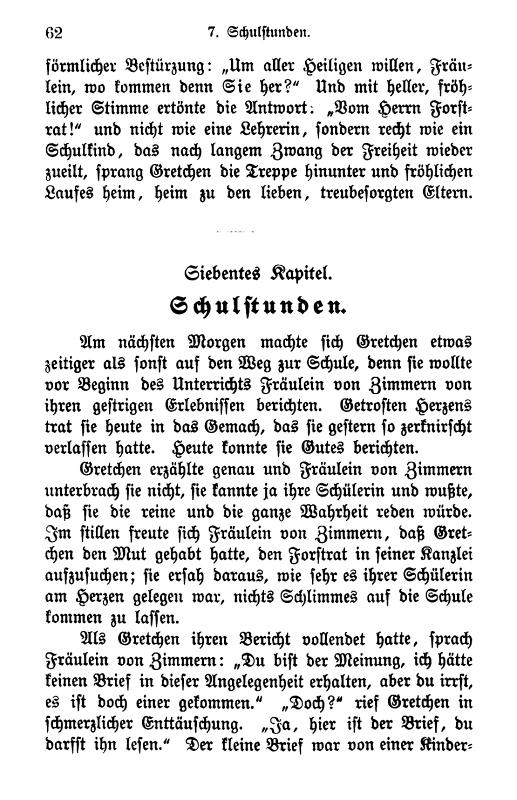 62
7. Schulstunden.
förmlicher Bestürzung: „Um aller Heiligen willen, Fräu-
lein, wo kommen denn Sie her?“ Und mit heller, fröh-
licher Stimme ertönte die Antwort: „Vom Herrn Forst-
rat!“ und nicht wie eine Lehrerin, sondern recht wie ein
Schulkind, das nach langem Zwang der Freiheit wieder
zueilt, sprang Gretchen die Treppe hinunter und fröhlichen
Laufes heim, heim zu den lieben, treubesorgten Eltern.
Siebentes Kapitel.
Schulstunden.
Am nächsten Morgen machte sich Gretchen etwas
zeitiger als sonst auf den Weg zur Schule, denn sie wollte
vor Beginn des Unterrichts Fräulein von Zimmern von
ihren gestrigen Erlebnissen berichten. Getrosten Herzens
trat sie heute in das Gemach, das sie gestern so zerknirscht
verlassen hatte. Heute konnte sie Gutes berichten.
Gretchen erzählte genau und Fräulein von Zimmern
unterbrach sie nicht, sie kannte ja ihre Schülerin und wußte,
daß sie die reine und die ganze Wahrheit reden würde.
Im stillen freute sich Fräulein von Zimmern, daß Gret-
chen den Mut gehabt hatte, den Forstrat in seiner Kanzlei
aufzusuchen; sie ersah daraus, wie sehr es ihrer Schülerin
am Herzen gelegen war, nichts Schlimmes auf die Schule
kommen zu lassen.
Als Gretchen ihren Bericht vollendet hatte, sprach
Fräulein von Zimmern: „Du bist der Meinung, ich hätte
keinen Brief in dieser Angelegenheit erhalten, aber du irrst,
es ist doch einer gekommen.“ „Doch?“ rief Gretchen in
schmerzlicher Enttäuschung. „Ja, hier ist der Brief, du
darfst ihn lesen.“ Der kleine Brief war von einer Kinder-